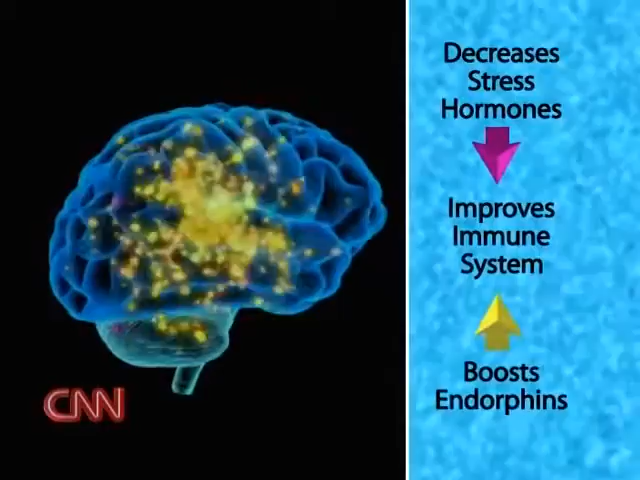 Decreases
Stress
Hormones
Improves
Immune
System
Boosts
Endorphins
CNN